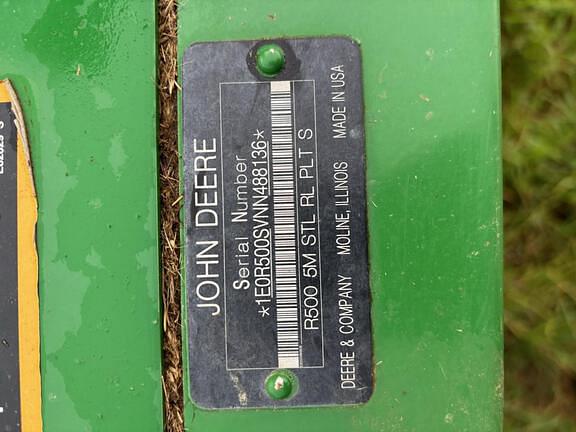 JOHN DEERE
Serial Number
*1E0R500SVNN488136*
R500 5M STL RL PLT S
DEERE & COMPANY MOLINE, ILLINOIS MADE IN USA